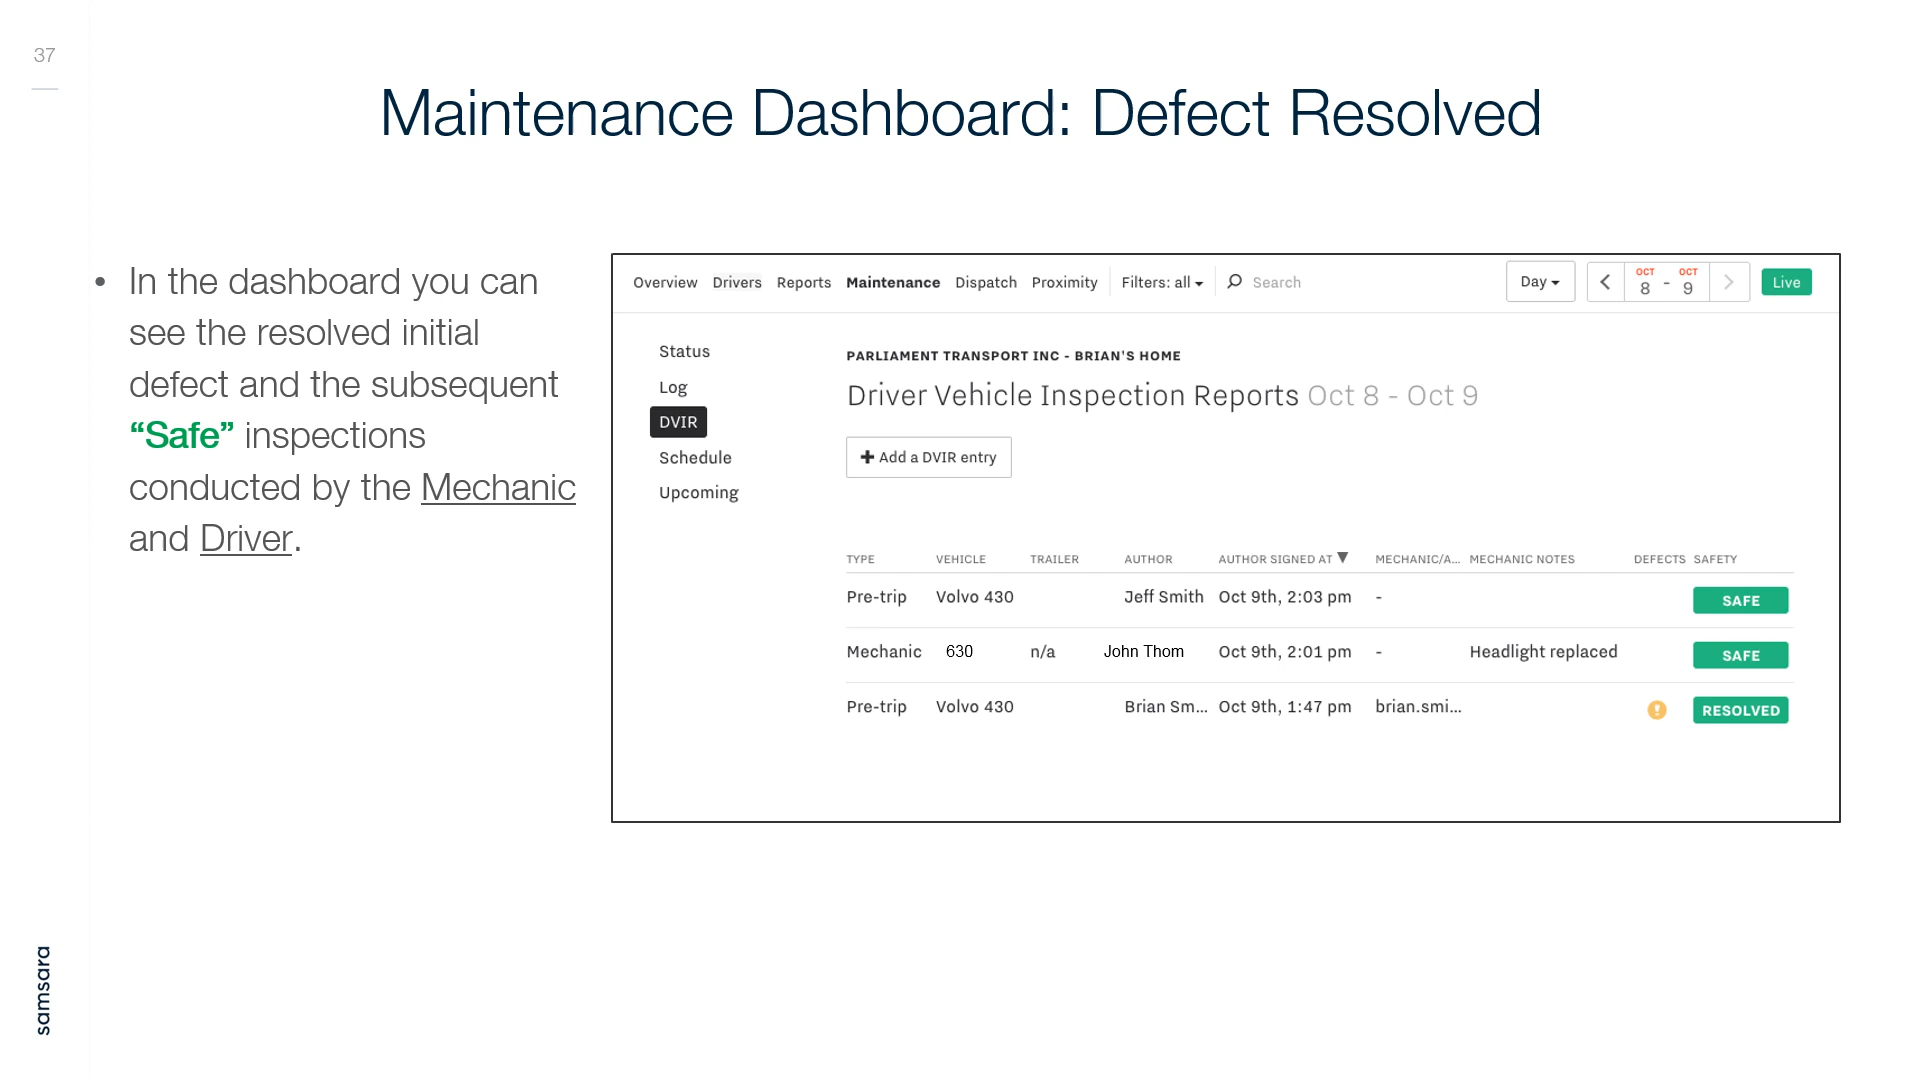 37
Maintenance Dashboard: Defect Resolved
• In the dashboard you can
see the resolved initial
defect and the subsequent
“Safe” inspections
conducted by the Mechanic
and Driver.
Overview Drivers Reports Maintenance Dispatch Proximity Filters: all Search Day OCT 8 - OCT 9 Live
Status
Log
DVIR
Schedule
Upcoming
PARLIAMENT TRANSPORT INC - BRIAN'S HOME
Driver Vehicle Inspection Reports Oct 8 - Oct 9
Add a DVIR entry
TYPE VEHICLE TRAILER AUTHOR AUTHOR SIGNED AT MECHANIC/A... MECHANIC NOTES DEFECTS SAFETY
Pre-trip Volvo 430 Jeff Smith Oct 9th, 2:03 pm - SAFE
Mechanic 630 n/a John Thom Oct 9th, 2:01 pm - Headlight replaced SAFE
Pre-trip Volvo 430 Brian Sm... Oct 9th, 1:47 pm brian.smi... RESOLVED
samsara